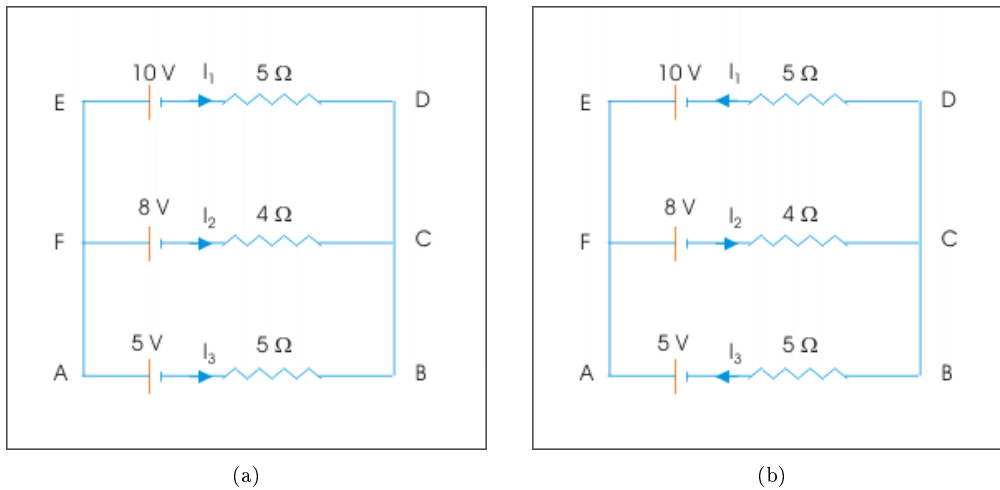 10 V I₁ 5 Ω
E D
8 V I₂ 4 Ω
F C
5 V I₃ 5 Ω
A B
(a)
10 V I₁ 5 Ω
E D
8 V I₂ 4 Ω
F C
5 V I₃ 5 Ω
A B
(b)